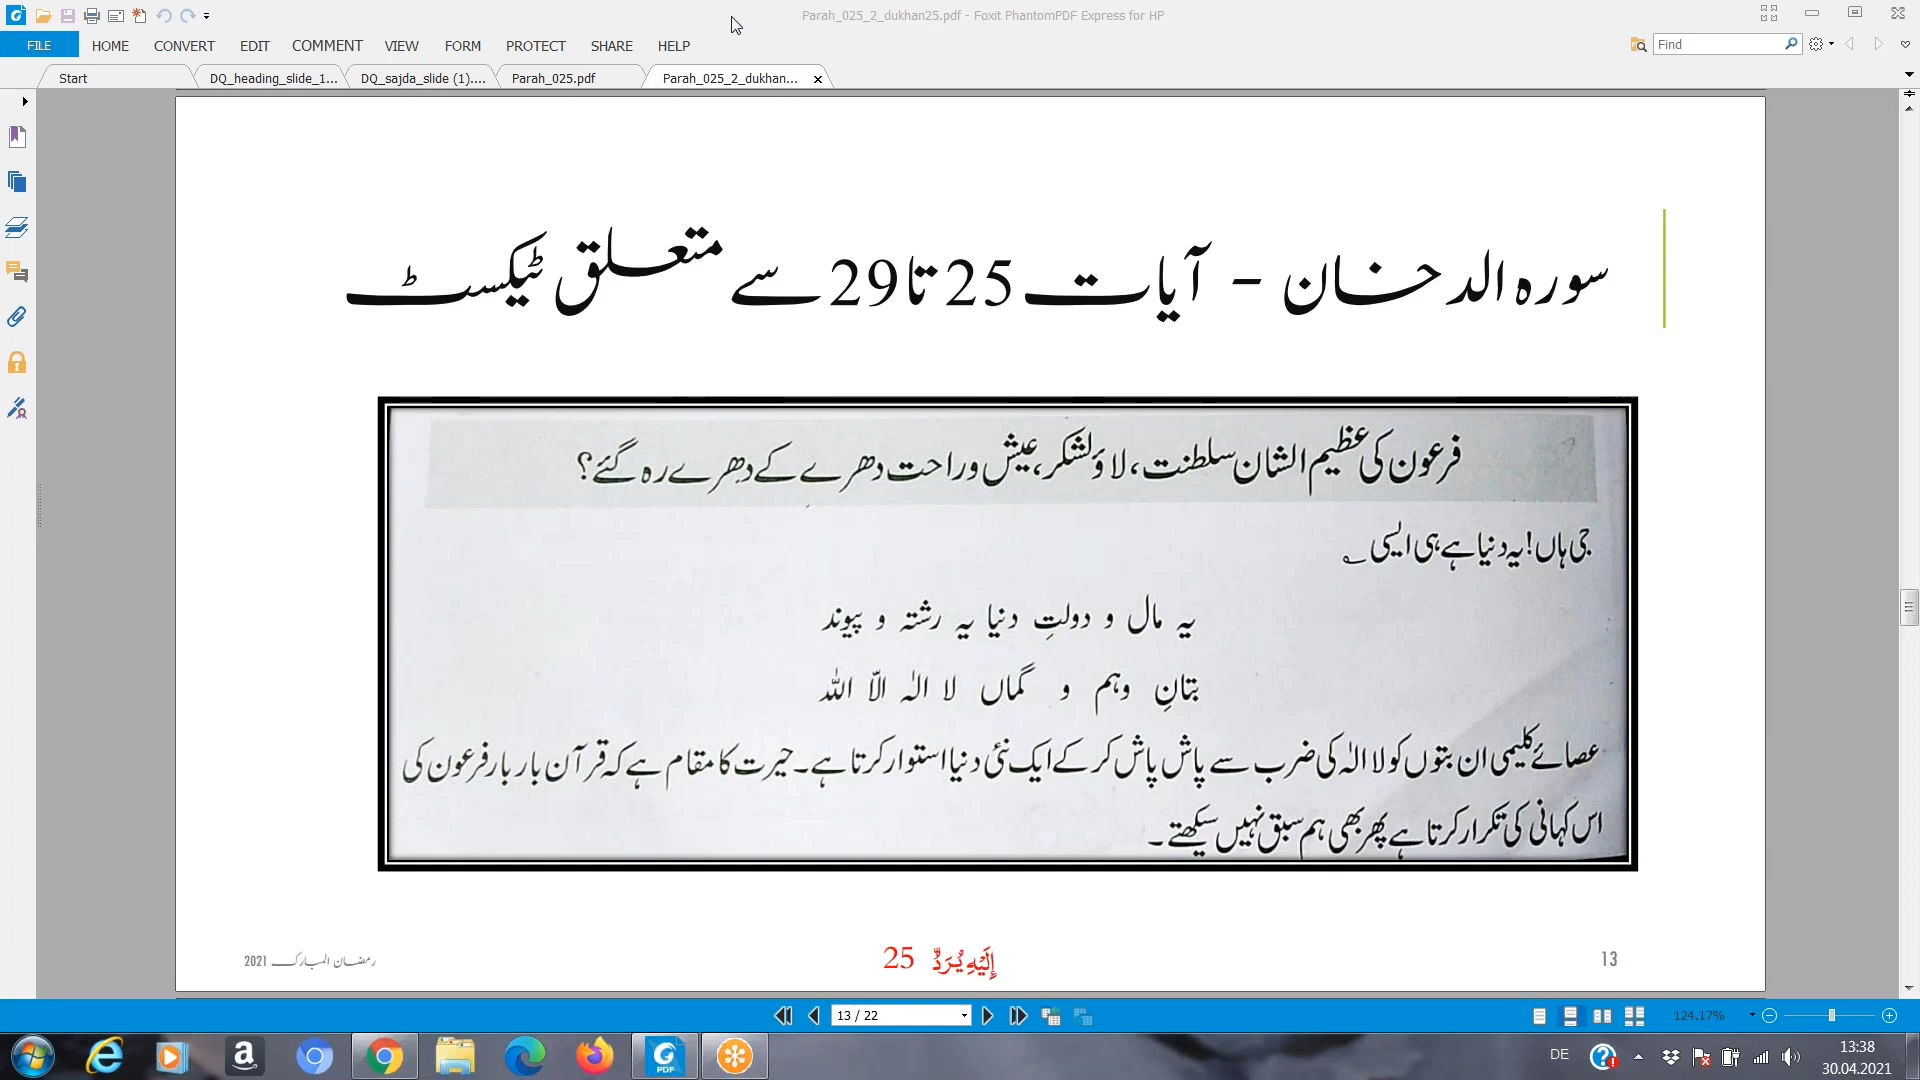 Parah_025_2_dukhan25.pdf - Foxit PhantomPDF Express for HP
FILE HOME CONVERT EDIT COMMENT VIEW FORM PROTECT SHARE HELP
Find
Start DQ_heading_slide_1... DQ_sajda_slide (1).... Parah_025.pdf Parah_025_2_dukhan...
سورہ الدخان – آیات 25 تا 29 سے متعلق ٹیکسٹ
فرعون کی عظیم الشان سلطنت، لاؤ لشکر، عیش و راحت دھرے کے دھرے رہ گئے؟
جی ہاں! یہ دنیا ہے ہی ایسی ؎
یہ مال و دولتِ دنیا یہ رشتہ و پیوند
بتانِ وہم و گماں لا الٰہ الّا اللہ
عصائے کلیمی ان بتوں کو لا الٰہ کی ضرب سے پاش پاش کر کے ایک نئی دنیا استوار کرتا ہے۔ حیرت کا مقام ہے کہ قرآن بار بار فرعون کی
اس کہانی کی تکرار کرتا ہے پھر بھی ہم سبق نہیں سیکھتے۔
رمضان المبارک 2021
إِلَيْهِ يُرَدُّ 25
13
13 / 22
124.17%
DE
13:38
30.04.2021